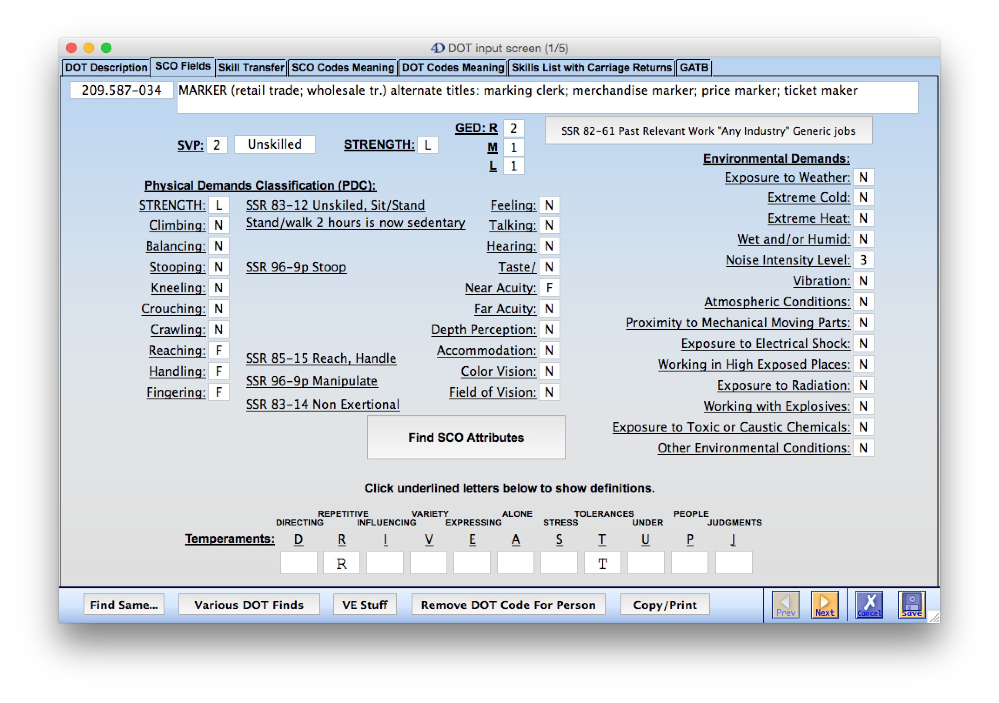 4D DOT input screen (1/5)
DOT Description SCO Fields Skill Transfer SCO Codes Meaning DOT Codes Meaning Skills List with Carriage Returns GATB
209.587-034 MARKER (retail trade; wholesale tr.) alternate titles: marking clerk; merchandise marker; price marker; ticket maker
GED: R 2 SSR 82-61 Past Relevant Work "Any Industry" Generic jobs
SVP: 2 Unskilled STRENGTH: L M 1
L 1
Physical Demands Classification (PDC):
STRENGTH: L SSR 83-12 Unskiled, Sit/Stand
Climbing: N Stand/walk 2 hours is now sedentary
Balancing: N
Stooping: N SSR 96-9p Stoop
Kneeling: N
Crouching: N
Crawling: N
Reaching: F SSR 85-15 Reach, Handle
Handling: F SSR 96-9p Manipulate
Fingering: F SSR 83-14 Non Exertional
Feeling: N
Talking: N
Hearing: N
Taste/ N
Near Acuity: F
Far Acuity: N
Depth Perception: N
Accommodation: N
Color Vision: N
Field of Vision: N
Environmental Demands:
Exposure to Weather: N
Extreme Cold: N
Extreme Heat: N
Wet and/or Humid: N
Noise Intensity Level: 3
Vibration: N
Atmospheric Conditions: N
Proximity to Mechanical Moving Parts: N
Exposure to Electrical Shock: N
Working in High Exposed Places: N
Exposure to Radiation: N
Working with Explosives: N
Exposure to Toxic or Caustic Chemicals: N
Other Environmental Conditions: N
Find SCO Attributes
Click underlined letters below to show definitions.
REPETITIVE VARIETY ALONE TOLERANCES PEOPLE
DIRECTING INFLUENCING EXPRESSING STRESS UNDER JUDGMENTS
Temperaments: D R I V E A S T U P J
R T
Find Same... Various DOT Finds VE Stuff Remove DOT Code For Person Copy/Print Prev Next Cancel Save